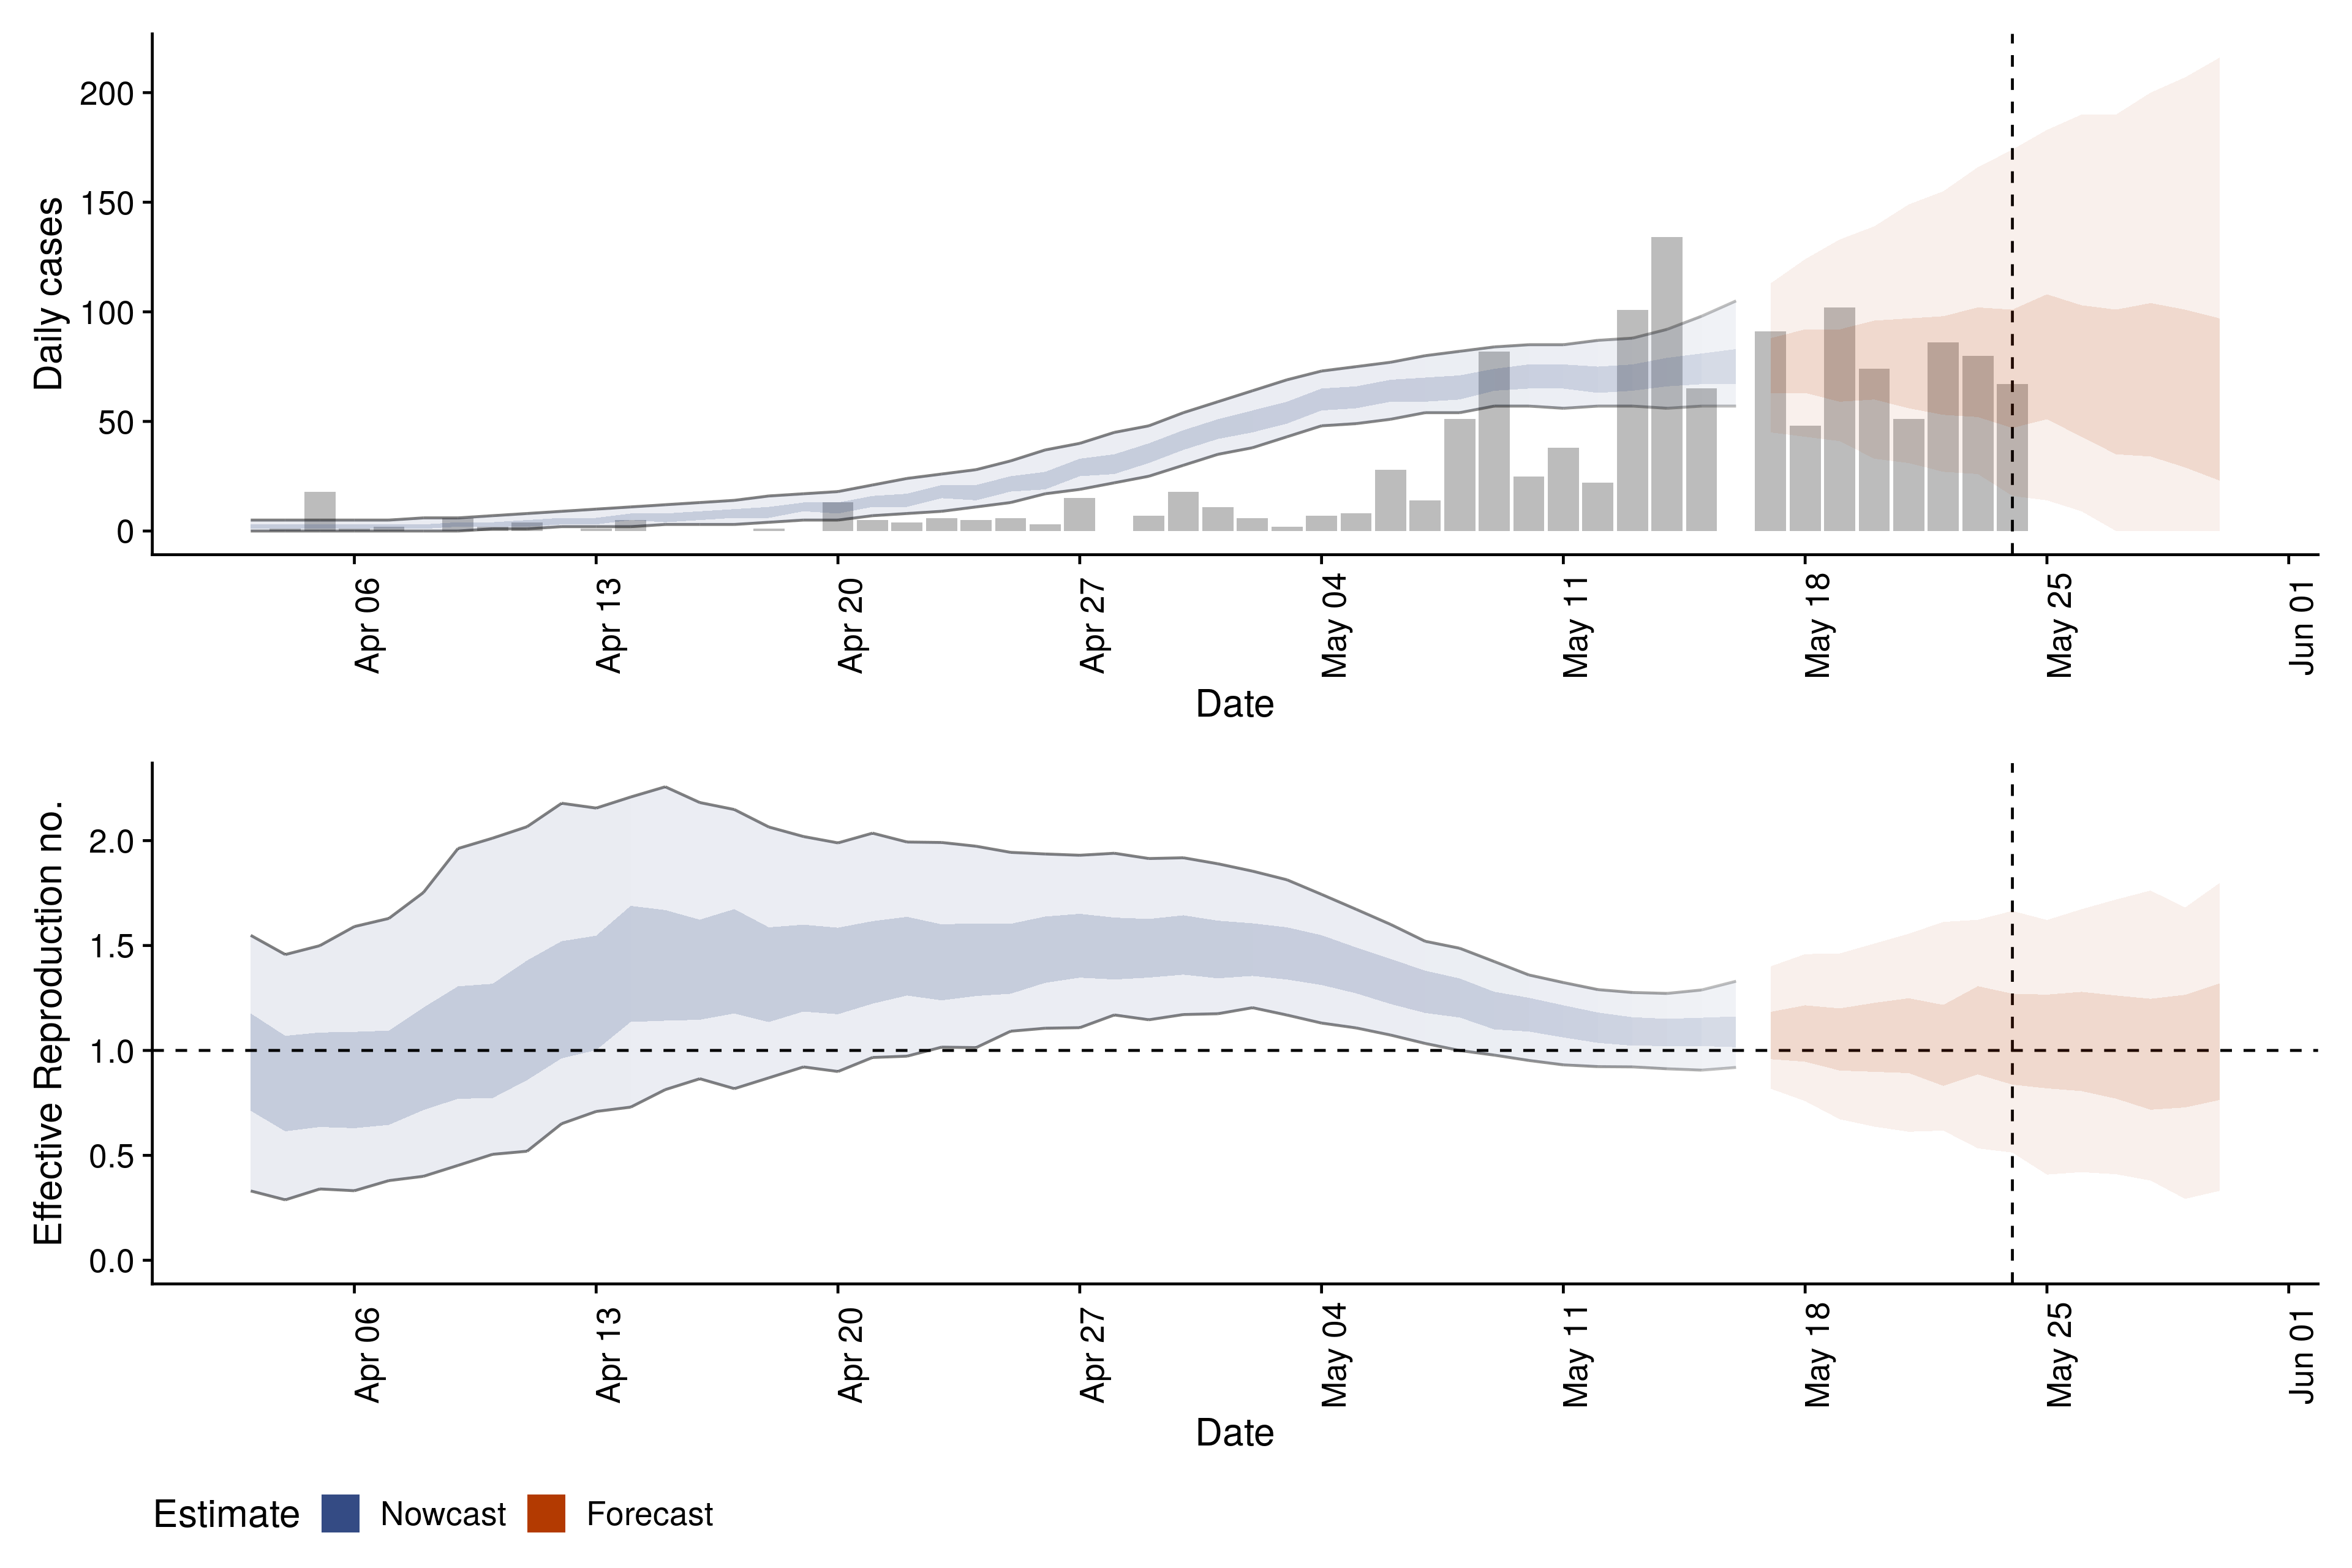 Daily cases
200
150
100
50
0
Apr 06
Apr 13
Apr 20
Apr 27
May 04
May 11
May 18
May 25
Jun 01
Date
Effective Reproduction no.
2.0
1.5
1.0
0.5
0.0
Apr 06
Apr 13
Apr 20
Apr 27
May 04
May 11
May 18
May 25
Jun 01
Date
Estimate Nowcast Forecast